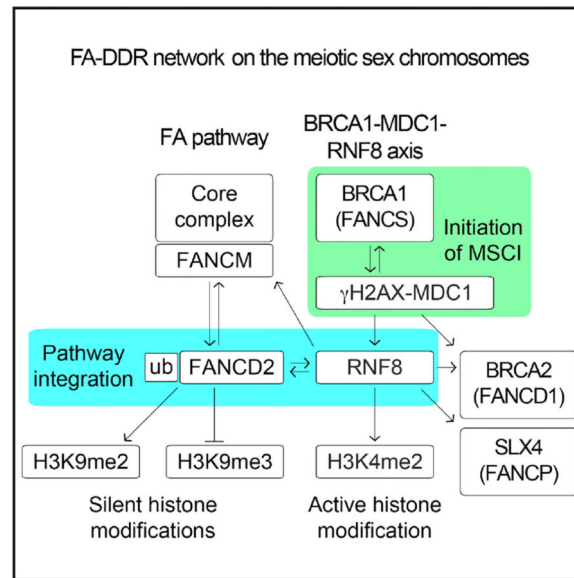 FA-DDR network on the meiotic sex chromosomes
FA pathway
BRCA1-MDC1-
RNF8 axis
Core
complex
FANCM
BRCA1
(FANCS)
Initiation
of MSCI
γH2AX-MDC1
Pathway
integration
ub
FANCD2
RNF8
BRCA2
(FANCD1)
SLX4
(FANCP)
H3K9me2
H3K9me3
H3K4me2
Silent histone
modifications
Active histone
modification